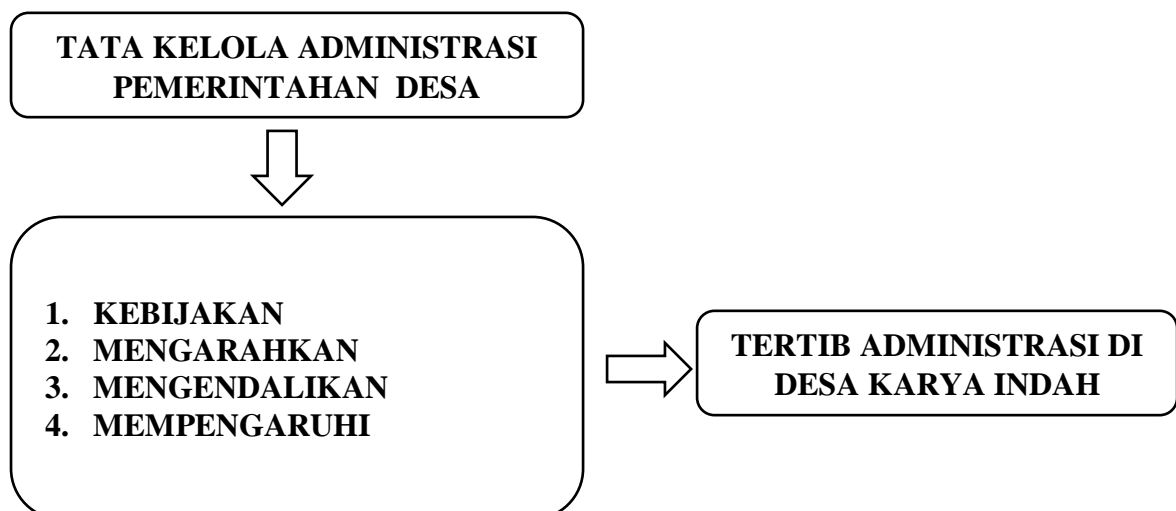 TATA KELOLA ADMINISTRASI
PEMERINTAHAN DESA
1. KEBIJAKAN
2. MENGARAHKAN
3. MENGENDALIKAN
4. MEMPENGARUHI
TERTIB ADMINISTRASI DI
DESA KARYA INDAH